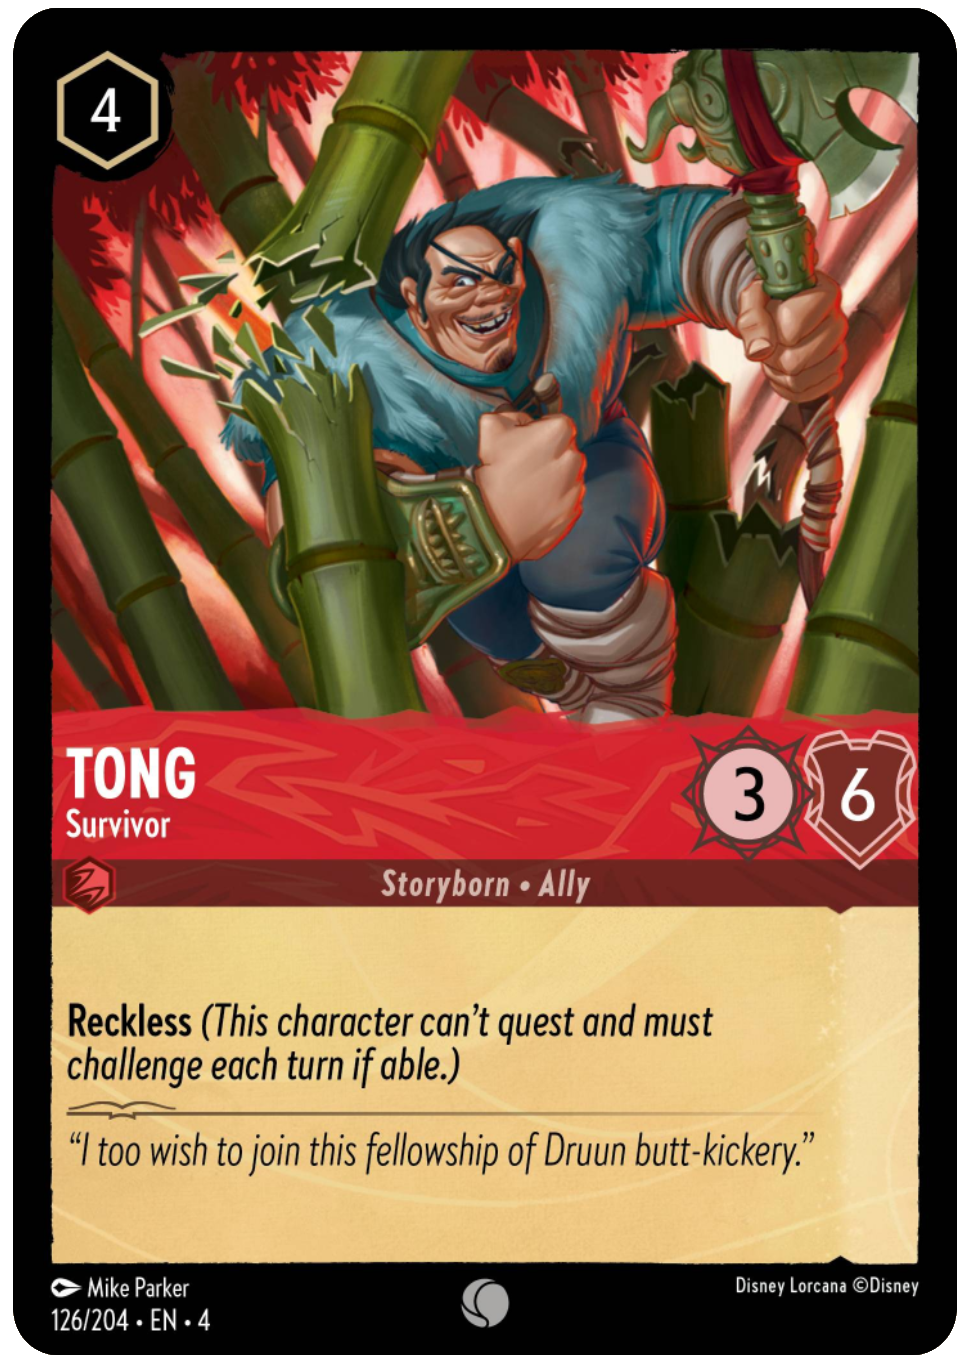 4
TONG
Survivor
3
6
Storyborn • Ally
Reckless (This character can’t quest and must
challenge each turn if able.)
“I too wish to join this fellowship of Druun butt-kickery.”
Mike Parker
126/204 • EN • 4
Disney Lorcana ©Disney